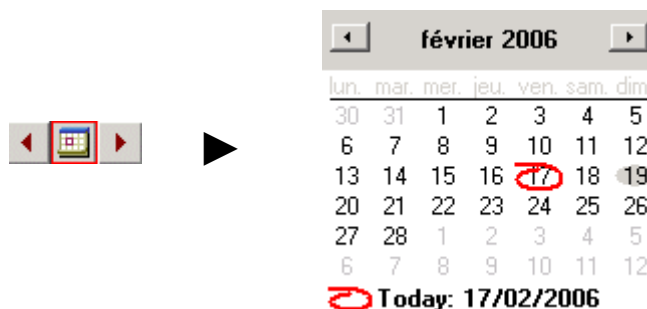 février 2006
lun. mar. mer. jeu. ven. sam. dim
30 31 1 2 3 4 5
6 7 8 9 10 11 12
13 14 15 16 17 18 19
20 21 22 23 24 25 26
27 28 1 2 3 4 5
6 7 8 9 10 11 12
Today: 17/02/2006